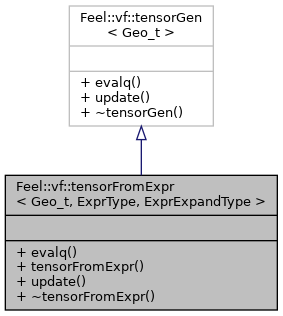 Feel::vf::tensorGen
< Geo_t >
+ evalq()
+ update()
+ ~tensorGen()
Feel::vf::tensorFromExpr
< Geo_t, ExprType, ExprExpandType >
+ evalq()
+ tensorFromExpr()
+ update()
+ ~tensorFromExpr()